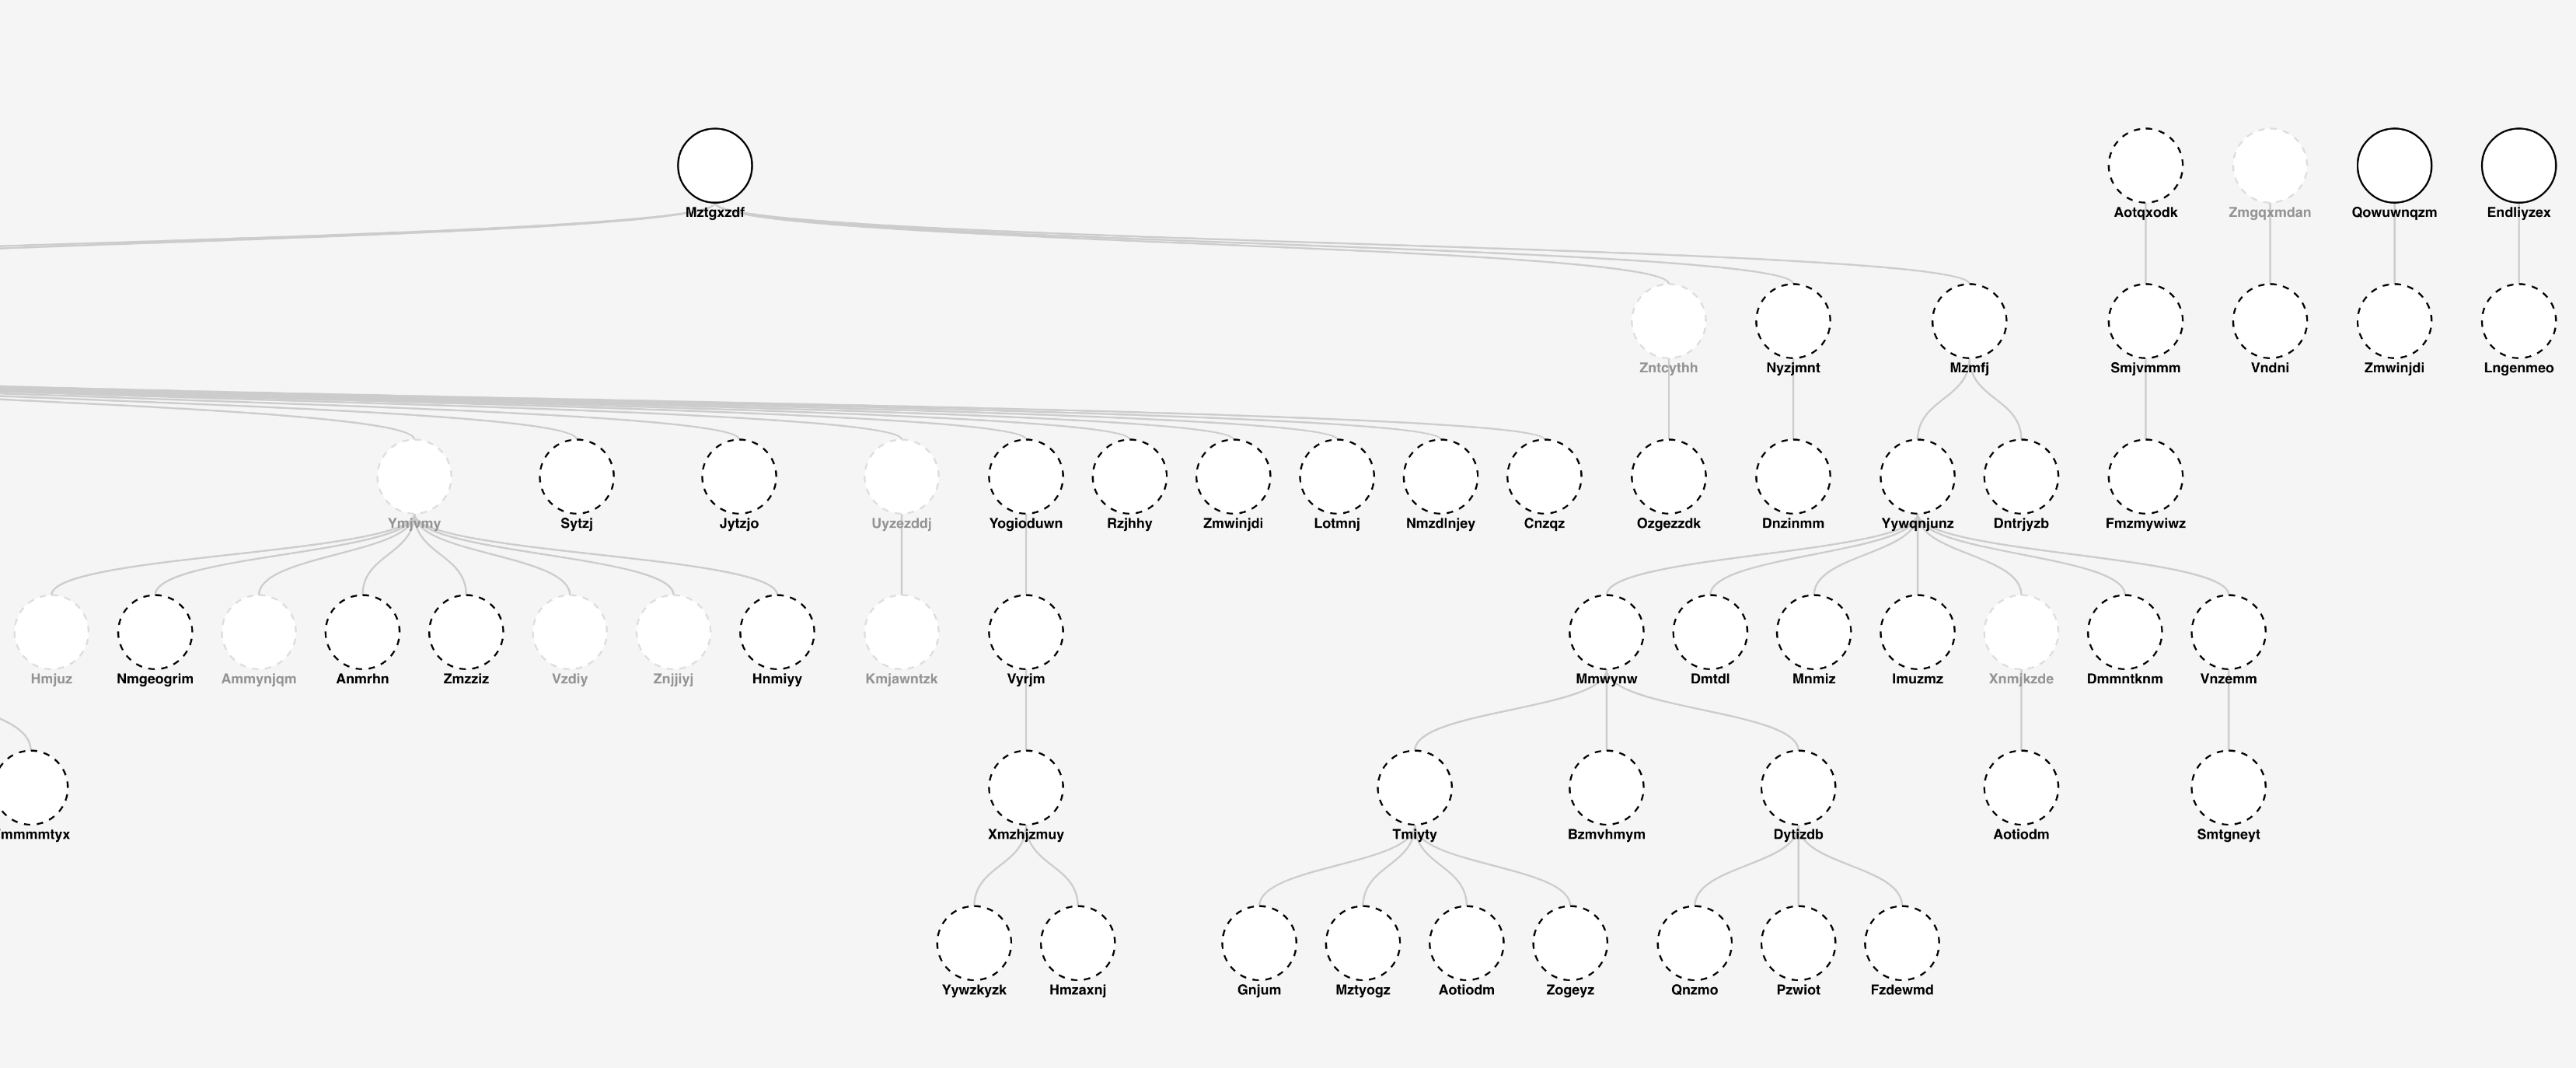 Mztgxzdf
Aotqxodk
Zmgqxmdan
Qowuwnqzm
Endliyzex
Zntcythh
Nyzjmnt
Mzmfj
Smjvmmm
Vndni
Zmwinjdi
Lngenmeo
Ymjvmy
Sytzj
Jytzjo
Uyzezddj
Yogioduwn
Rzjhhy
Zmwinjdi
Lotmnj
Nmzdlnjey
Cnzqz
Ozgezzdk
Dnzinmm
Yywqnjunz
Dntrjyzb
Fmzmywiwz
Hmjuz
Nmgeogrim
Ammynjqm
Anmrhn
Zmzziz
Vzdiy
Znjjiyj
Hnmiyy
Kmjawntzk
Vyrjm
Mmwynw
Dmtdl
Mnmiz
Imuzmz
Xnmjkzde
Dmmntknm
Vnzemm
Xmzhjzmuy
Tmiyty
Bzmvhmym
Dytizdb
Aotiodm
Smtgneyt
Yywzkyzk
Hmzaxnj
Gnjum
Mztyogz
Aotiodm
Zogeyz
Qnzmo
Pzwiot
Fzdewmd